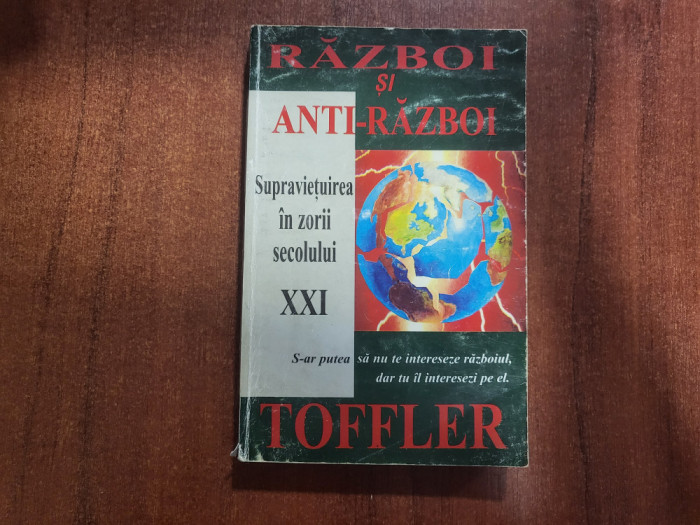 RĂZBOI
ȘI
ANTI-RĂZBOI
Supraviețuirea
în zorii
secolului
XXI
S-ar putea să nu te intereseze războiul,
dar tu îl interesezi pe el.
TOFFLER